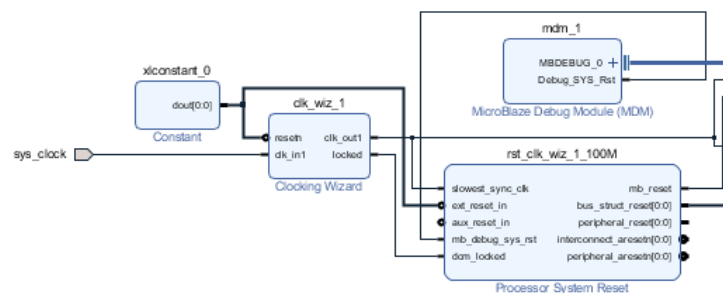 mdm_1
MBDEBUG_0
Debug_SYS_Rst
MicroBlaze Debug Module (MDM)
xlconstant_0
dout[0:0]
Constant
clk_wiz_1
resetn
clk_out1
clk_in1
locked
Clocking Wizard
sys_clock
rst_clk_wiz_1_100M
slowest_sync_clk
mb_reset
ext_reset_in
bus_struct_reset[0:0]
aux_reset_in
peripheral_reset[0:0]
mb_debug_sys_rst
interconnect_aresetn[0:0]
dcm_locked
peripheral_aresetn[0:0]
Processor System Reset